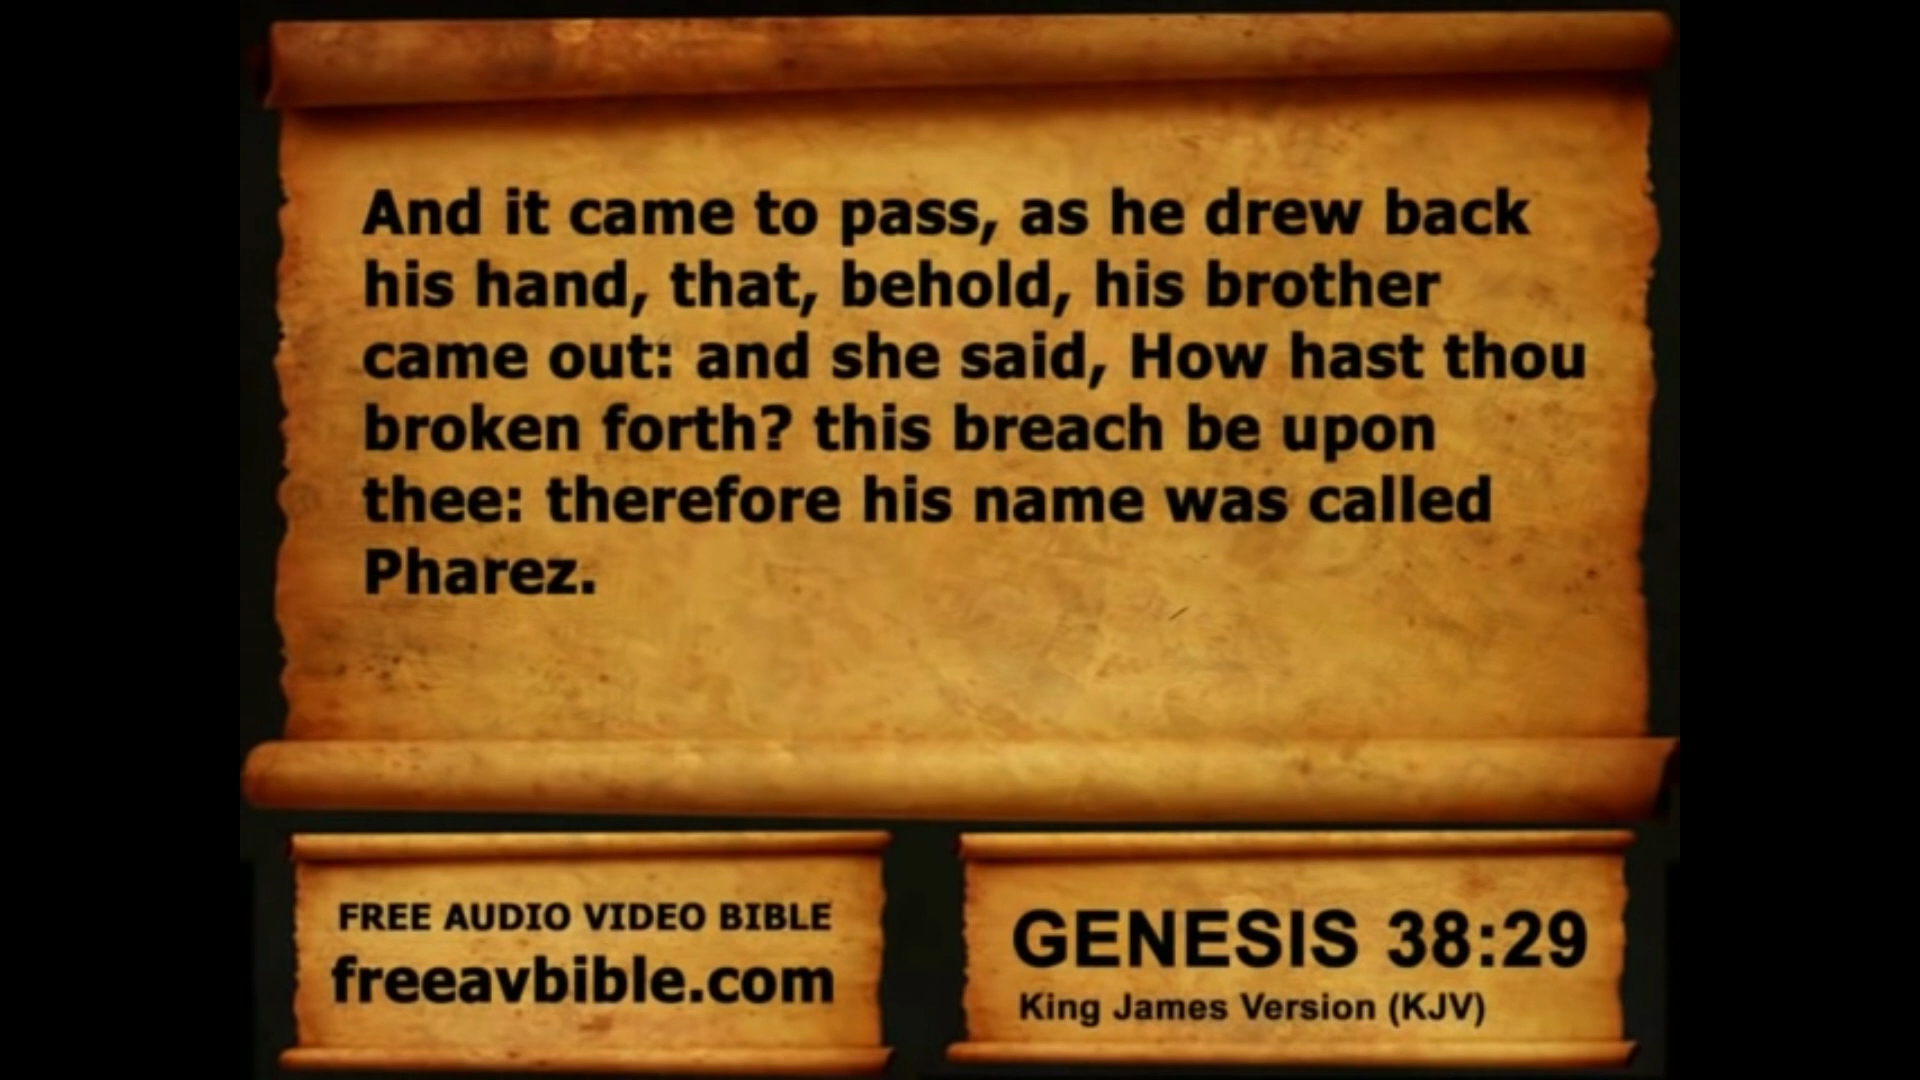 And it came to pass, as he drew back
his hand, that, behold, his brother
came out: and she said, How hast thou
broken forth? this breach be upon
thee: therefore his name was called
Pharez.
FREE AUDIO VIDEO BIBLE
freeavbible.com
GENESIS 38:29
King James Version (KJV)